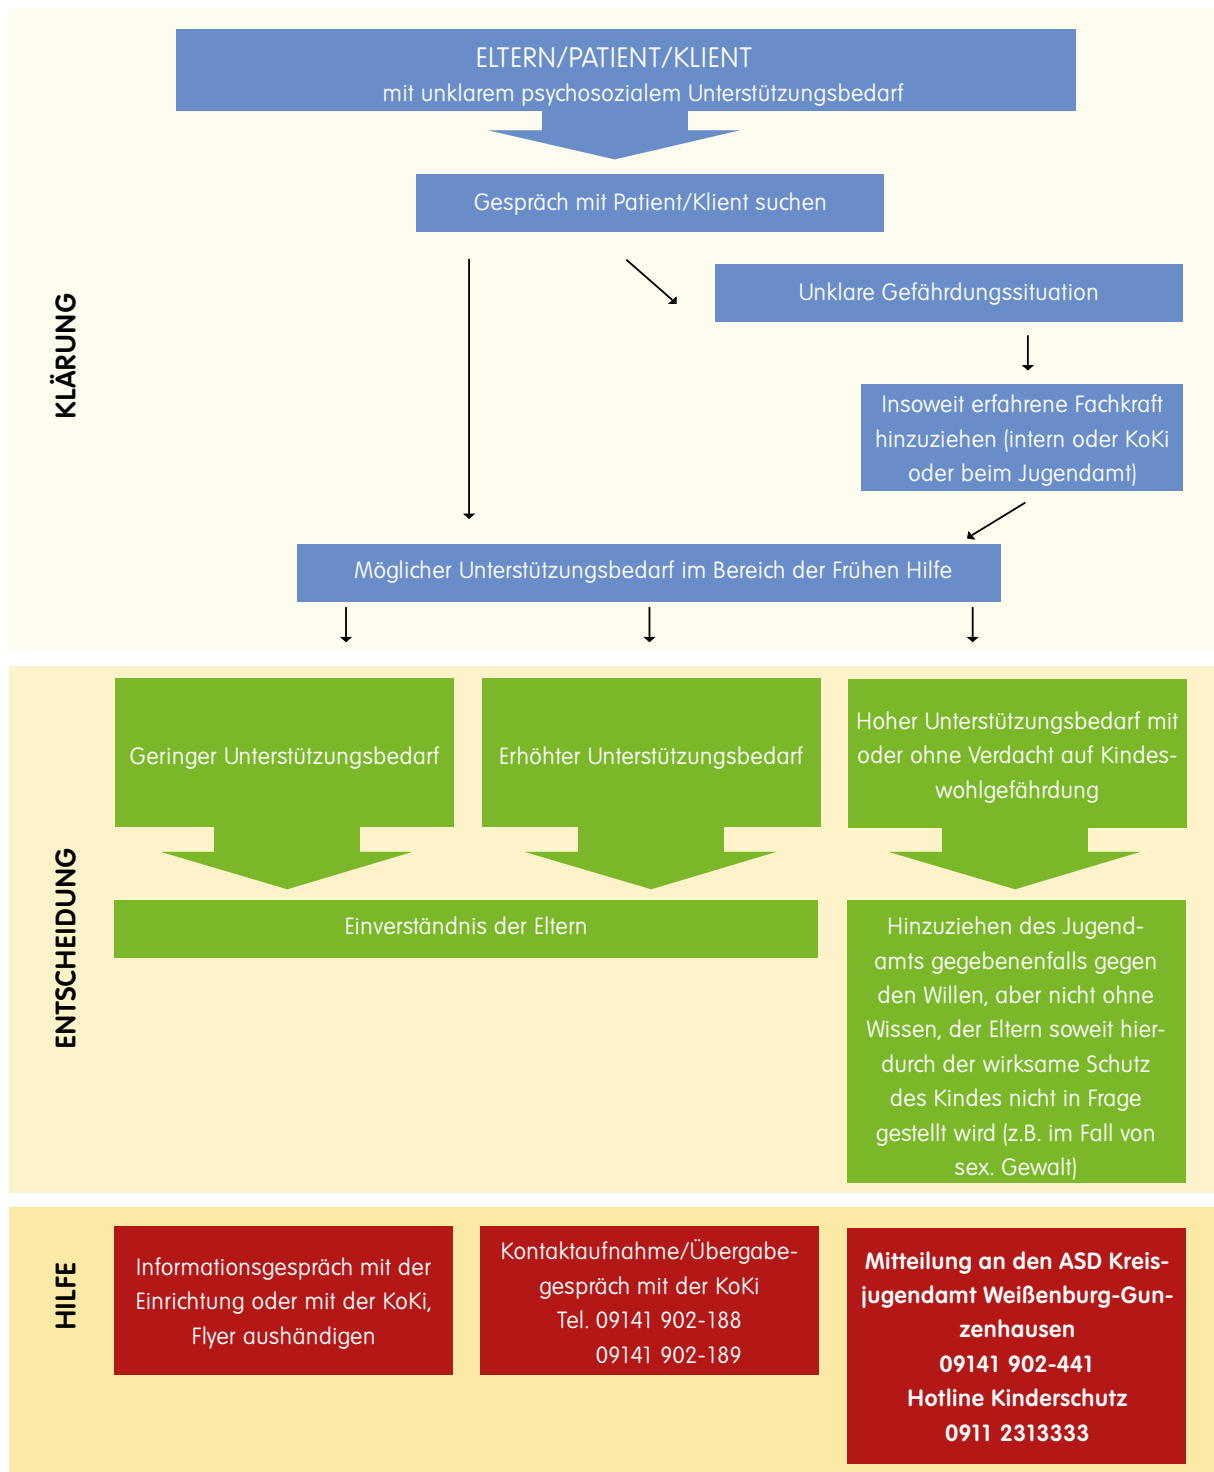 ELTERN/PATIENT/KLIENT
mit unklarem psychosozialem Unterstützungsbedarf
Gespräch mit Patient/Klient suchen
Unklare Gefährdungssituation
Insoweit erfahrene Fachkraft
hinzuziehen (intern oder KoKi
oder beim Jugendamt)
Möglicher Unterstützungsbedarf im Bereich der Frühen Hilfe
KLÄRUNG
Geringer Unterstützungsbedarf
Erhöhter Unterstützungsbedarf
Hoher Unterstützungsbedarf mit
oder ohne Verdacht auf Kindes-
wohlgefährdung
Einverständnis der Eltern
Hinzuziehen des Jugend-
amts gegebenenfalls gegen
den Willen, aber nicht ohne
Wissen, der Eltern soweit hier-
durch der wirksame Schutz
des Kindes nicht in Frage
gestellt wird (z.B. im Fall von
sex. Gewalt)
ENTSCHEIDUNG
Informationsgespräch mit der
Einrichtung oder mit der KoKi,
Flyer aushändigen
Kontaktaufnahme/Übergabe-
gespräch mit der KoKi
Tel. 09141 902-188
09141 902-189
Mitteilung an den ASD Kreis-
jugendamt Weißenburg-Gun-
zenhausen
09141 902-441
Hotline Kinderschutz
0911 2313333
HILFE